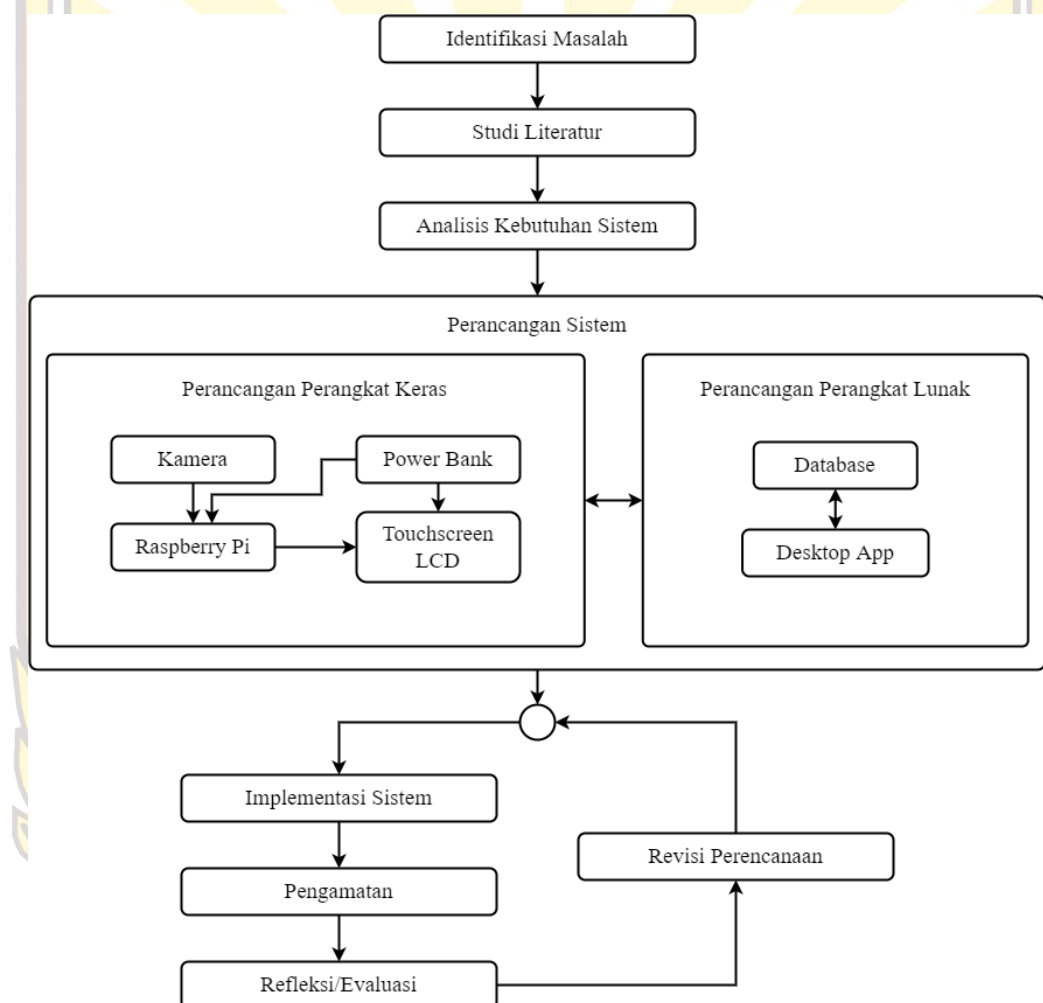 Identifikasi Masalah
Studi Literatur
Analisis Kebutuhan Sistem
Perancangan Sistem
Perancangan Perangkat Keras
Kamera
Power Bank
Raspberry Pi
Touchscreen
LCD
Perancangan Perangkat Lunak
Database
Desktop App
Implementasi Sistem
Pengamatan
Refleksi/Evaluasi
Revisi Perencanaan